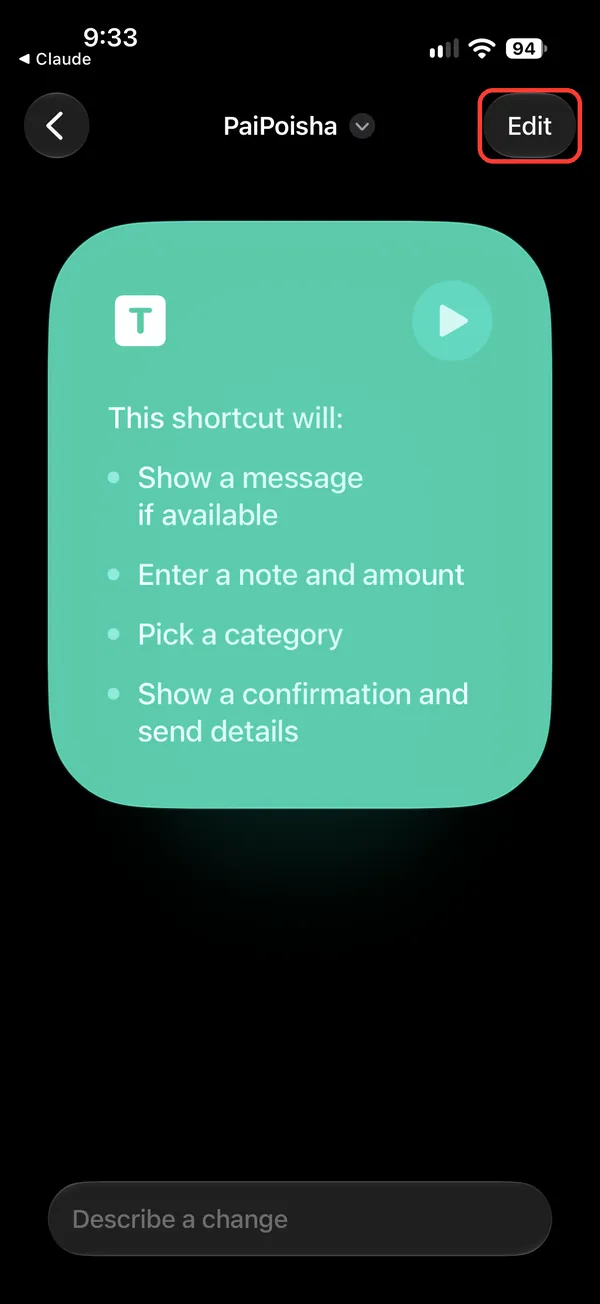 9:33
◀ Claude
94
PaiPoisha
Edit
T
This shortcut will:
• Show a message
if available
• Enter a note and amount
• Pick a category
• Show a confirmation and
send details
Describe a change